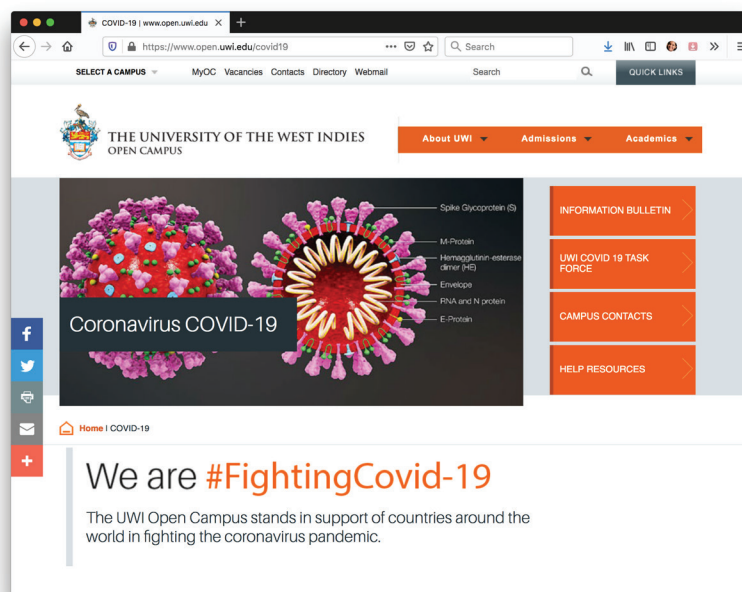 COVID-19 | www.open.uwi.edu
https://www.open.uwi.edu/covid19
Search
SELECT A CAMPUS
MyOC Vacancies Contacts Directory Webmail
Search
QUICK LINKS
THE UNIVERSITY OF THE WEST INDIES
OPEN CAMPUS
About UWI
Admissions
Academics
Spike Glycoprotein (S)
M-Protein
Hemagglutinin-esterase
dimer (HE)
Envelope
RNA and N protein
E-Protein
Coronavirus COVID-19
INFORMATION BULLETIN
UWI COVID 19 TASK
FORCE
CAMPUS CONTACTS
HELP RESOURCES
Home I COVID-19
We are #FightingCovid-19
The UWI Open Campus stands in support of countries around the
world in fighting the coronavirus pandemic.